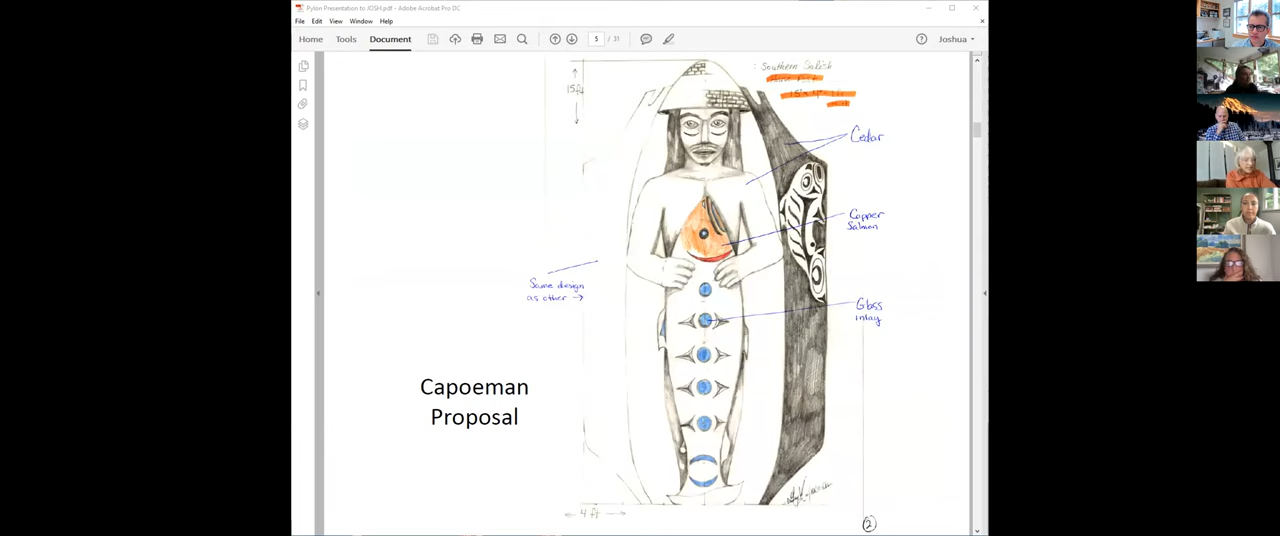 Pylon Presentation to JOSH.pdf - Adobe Acrobat Pro DC
File Edit View Window Help
Home Tools Document 5 / 31 Joshua
: Southern Salish
15ft
Cedar
Copper
Salmon
Same design
as other →
Glass
inlay
Capoeman
Proposal
4 ft
2